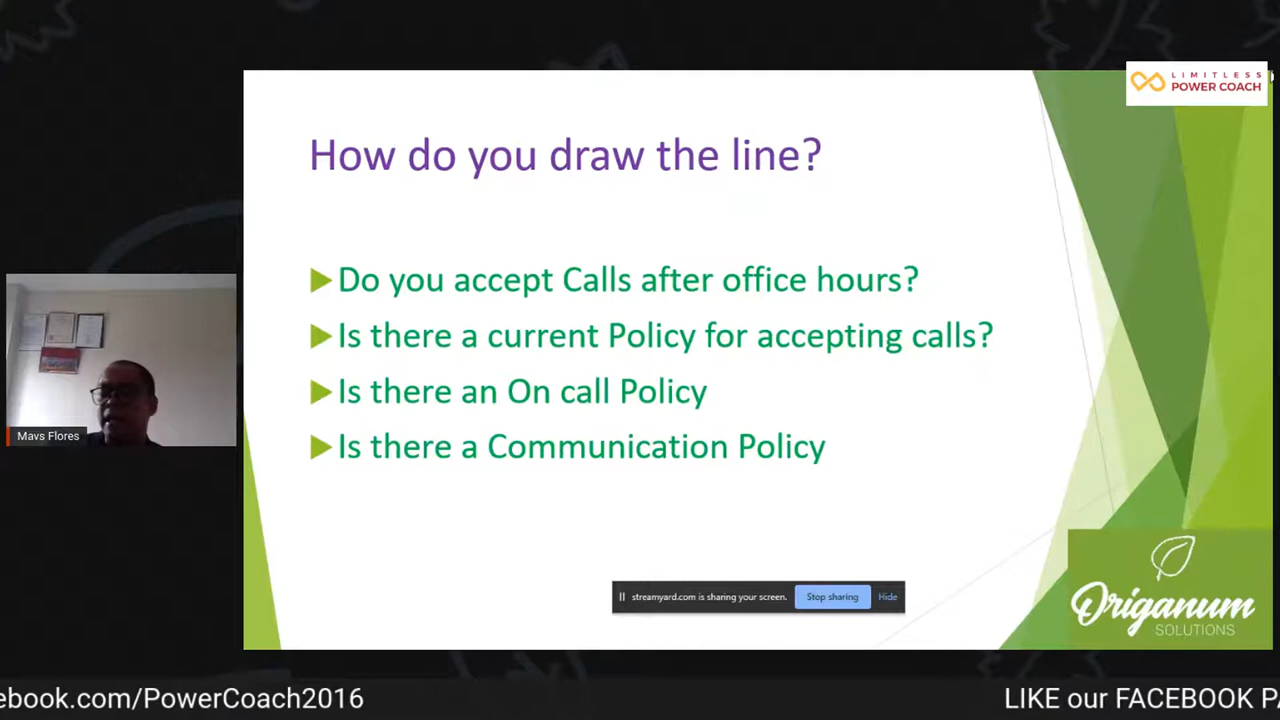 LIMITLESS
POWER COACH
How do you draw the line?
Do you accept Calls after office hours?
Is there a current Policy for accepting calls?
Is there an On call Policy
Is there a Communication Policy
Mavs Flores
streamyard.com is sharing your screen.
Stop sharing
Hide
Origanum
SOLUTIONS
ebook.com/PowerCoach2016
LIKE our FACEBOOK PA